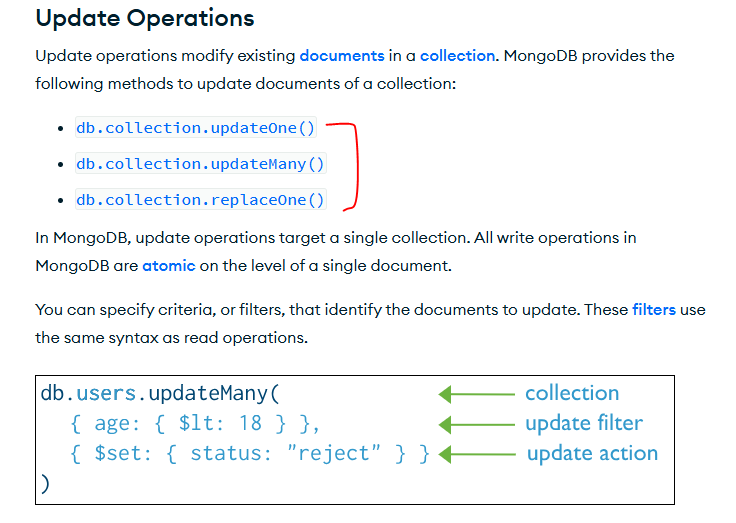 Update Operations
Update operations modify existing documents in a collection. MongoDB provides the
following methods to update documents of a collection:
• db.collection.updateOne()
• db.collection.updateMany()
• db.collection.replaceOne()
In MongoDB, update operations target a single collection. All write operations in
MongoDB are atomic on the level of a single document.
You can specify criteria, or filters, that identify the documents to update. These filters use
the same syntax as read operations.
db.users.updateMany( collection
{ age: { $lt: 18 } }, update filter
{ $set: { status: "reject" } } update action
)